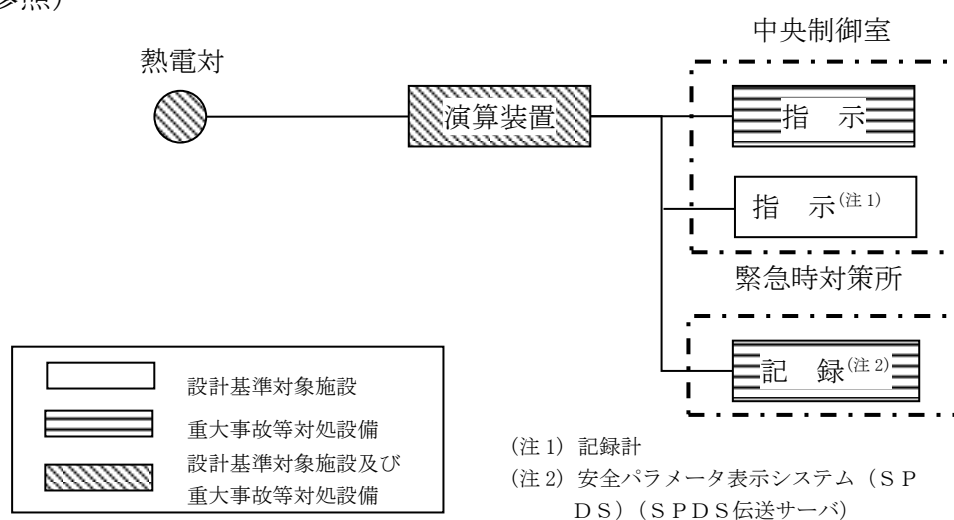 参照）
中央制御室
熱電対
演算装置
指　示
指　示(注1)
緊急時対策所
記　録(注2)
設計基準対象施設
重大事故等対処設備
設計基準対象施設及び
重大事故等対処設備
(注1) 記録計
(注2) 安全パラメータ表示システム（ＳＰ
ＤＳ）（ＳＰＤＳ伝送サーバ）